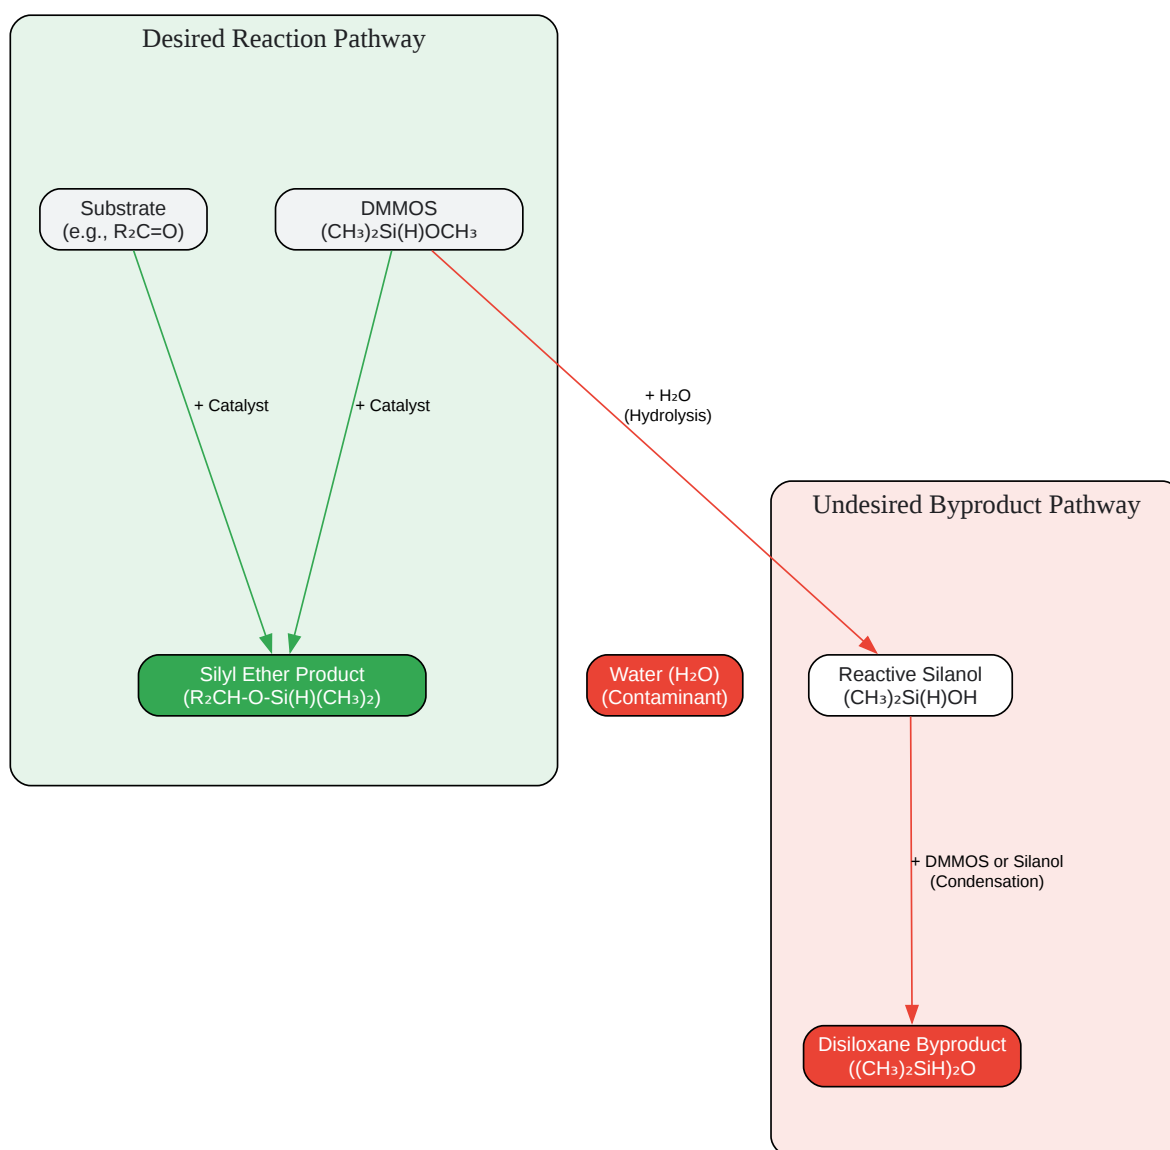 Desired Reaction Pathway
Substrate
(e.g., R₂C=O)
DMMOS
(CH₃)₂Si(H)OCH₃
+ Catalyst
+ Catalyst
+ H₂O
(Hydrolysis)
Undesired Byproduct Pathway
Silyl Ether Product
(R₂CH-O-Si(H)(CH₃)₂)
Water (H₂O)
(Contaminant)
Reactive Silanol
(CH₃)₂Si(H)OH
+ DMMOS or Silanol
(Condensation)
Disiloxane Byproduct
((CH₃)₂SiH)₂O